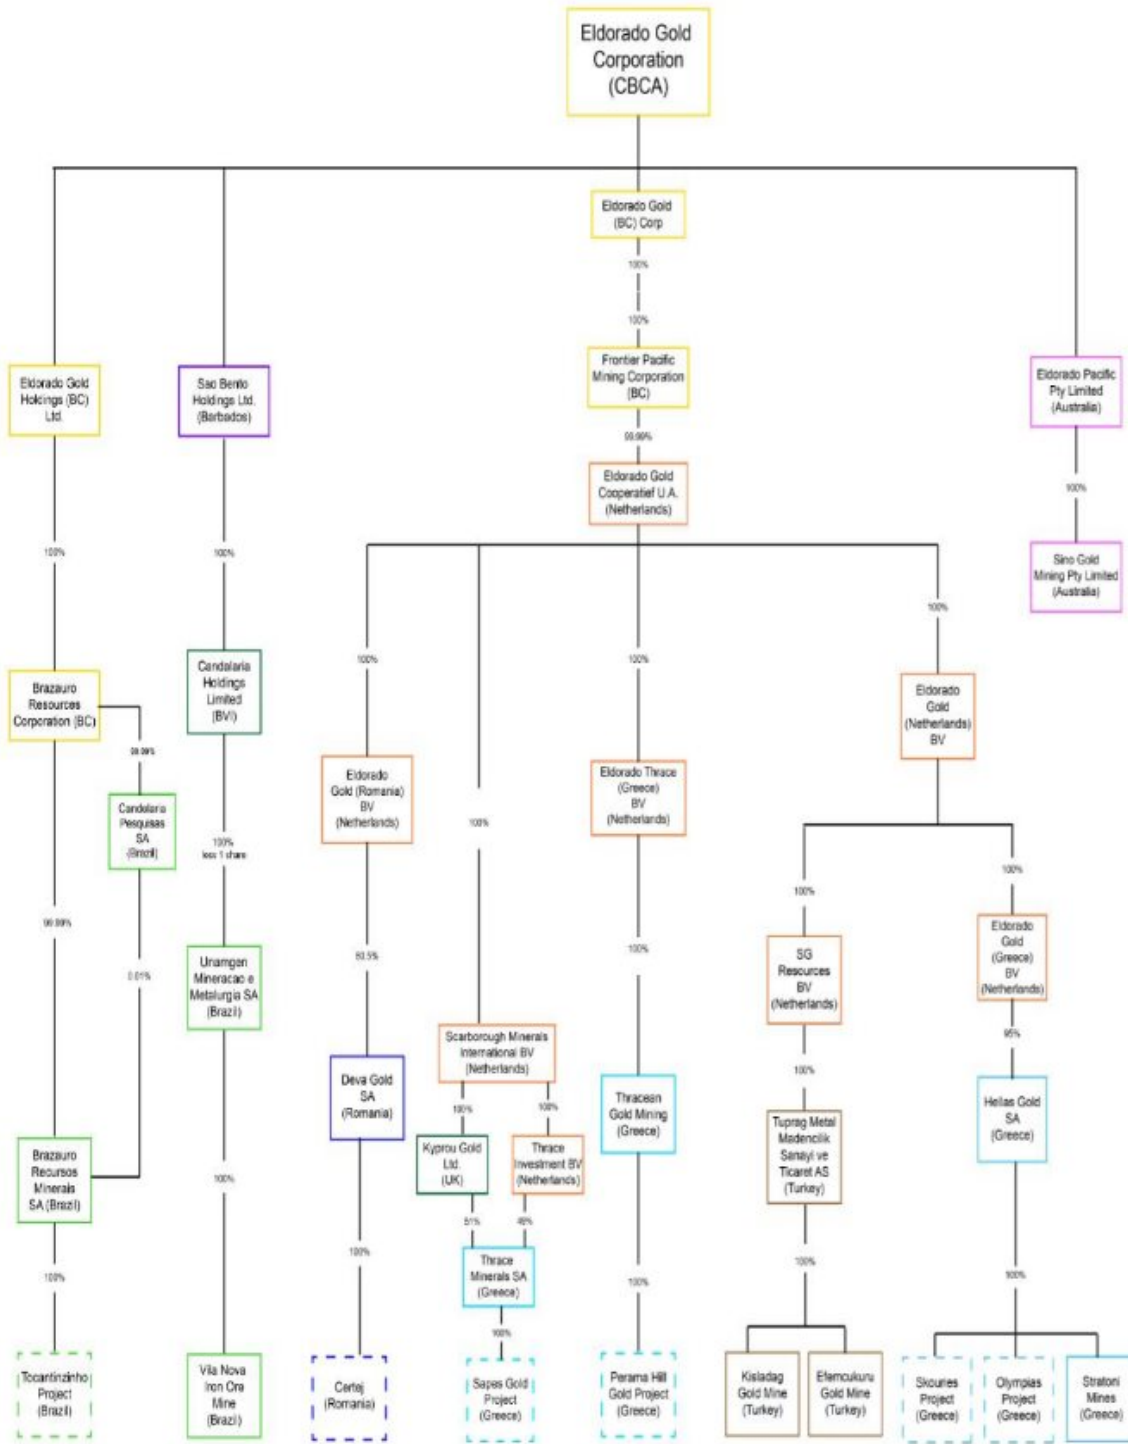 Eldorado Gold
Corporation
(CBCA)
Eldorado Gold
(BC) Corp
100%
100%
Frontier Pacific
Mining Corporation
(BC)
99.99%
Eldorado Gold
Cooperatief U.A.
(Netherlands)
Eldorado Gold
Holdings (BC)
Ltd.
Sao Bento
Holdings Ltd.
(Barbados)
Eldorado Pacific
Pty Limited
(Australia)
100%
Sino Gold
Mining Pty Limited
(Australia)
100%
100%
Brazauro
Resources
Corporation (BC)
99.99%
Candelaria
Pesquisas
SA
(Brazil)
99.99%
0.01%
Brazauro
Recursos
Minerais
SA (Brazil)
100%
Tocantinzinho
Project
(Brazil)
Candalaria
Holdings
Limited
(BVI)
100%
less 1 share
Unamgen
Mineracao e
Metalurgia SA
(Brazil)
100%
Vila Nova
Iron Ore
Mine
(Brazil)
100%
Eldorado
Gold (Romania)
BV
(Netherlands)
80.5%
Deva Gold
SA
(Romania)
100%
Certej
(Romania)
100%
Scarborough Minerals
International BV
(Netherlands)
100%
100%
Kyprou Gold
Ltd.
(UK)
Thrace
Investment BV
(Netherlands)
51%
49%
Thrace
Minerals SA
(Greece)
100%
Sapes Gold
Project
(Greece)
100%
Eldorado Thrace
(Greece)
BV
(Netherlands)
100%
Thracean
Gold Mining
(Greece)
100%
Perama Hill
Gold Project
(Greece)
100%
Eldorado
Gold
(Netherlands)
BV
100%
100%
SG
Resources
BV
(Netherlands)
Eldorado
Gold
(Greece)
BV
(Netherlands)
100%
95%
Tuprag Metal
Madencilik
Sanayi ve
Ticaret AS
(Turkey)
Hellas Gold
SA
(Greece)
100%
100%
Kisladag
Gold Mine
(Turkey)
Efemcukuru
Gold Mine
(Turkey)
Skouries
Project
(Greece)
Olympias
Project
(Greece)
Stratoni
Mines
(Greece)